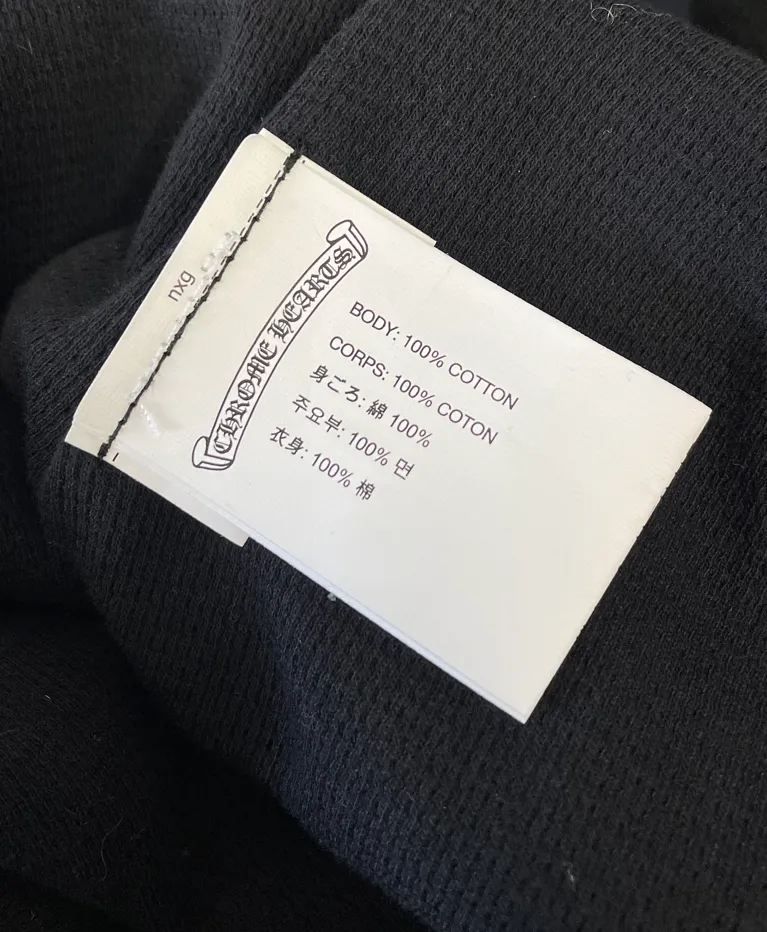 nxg
CHROME HEARTS
BODY: 100% COTTON
CORPS: 100% COTON
身ごろ: 綿 100%
주요부: 100% 면
衣身: 100% 棉